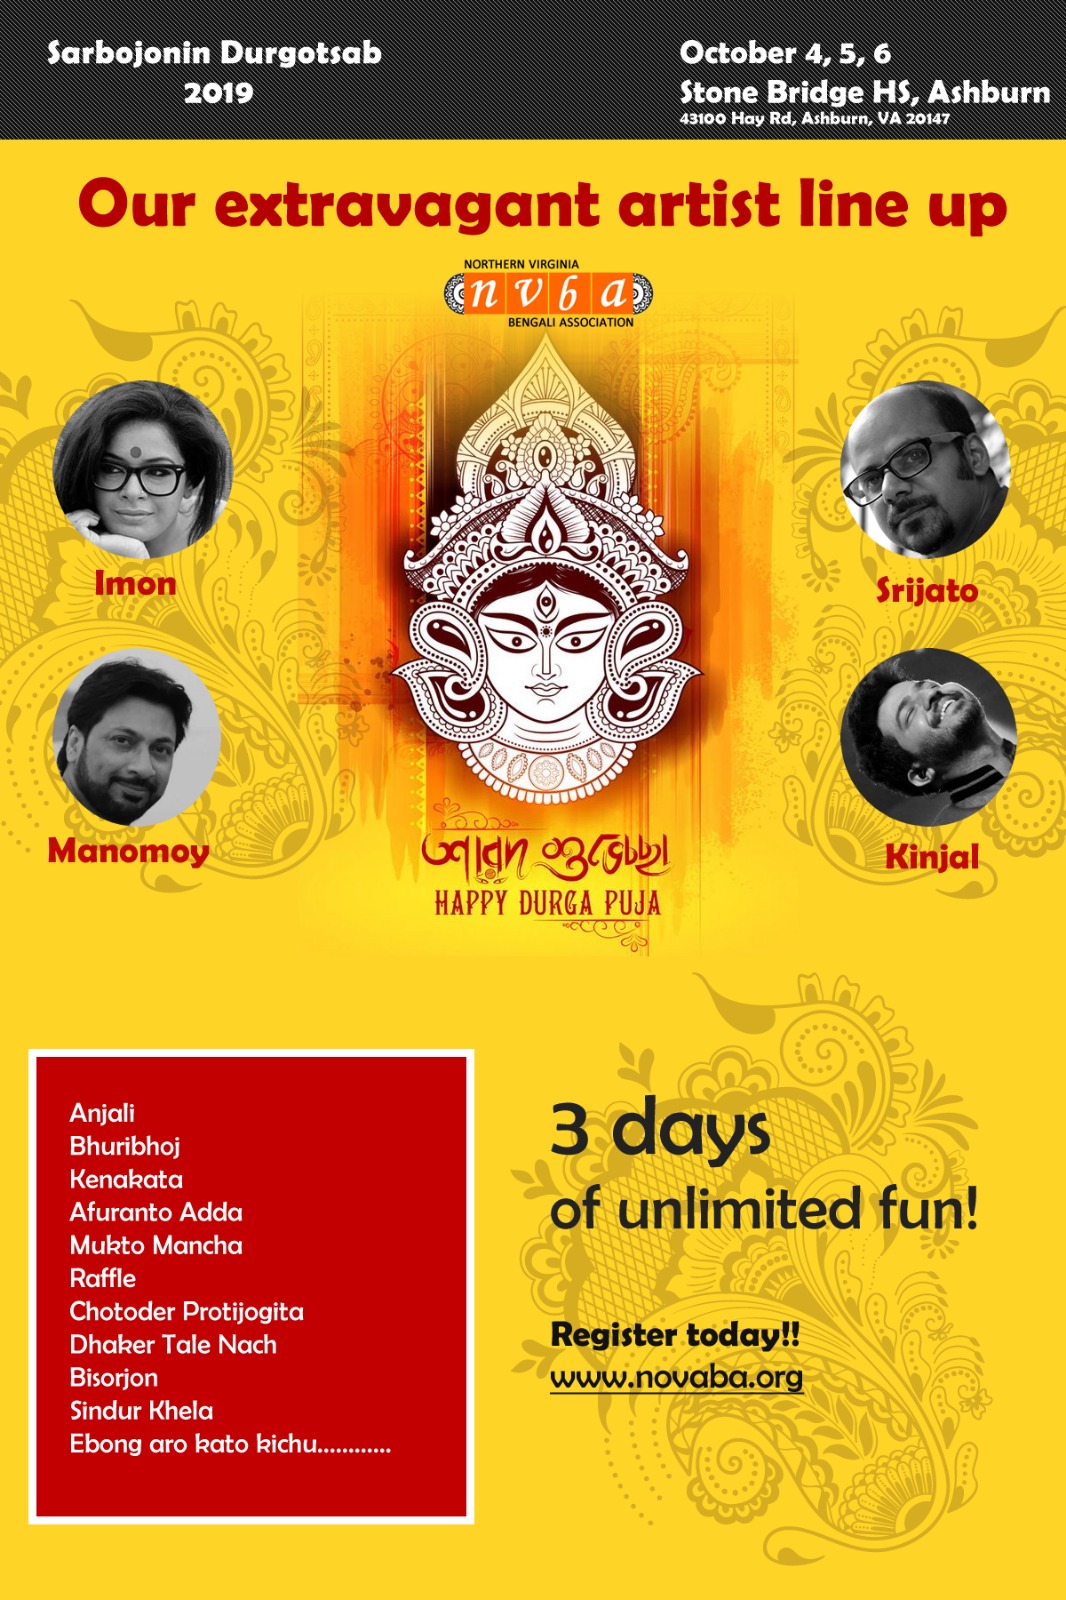 Sarbojonin Durgotsab
2019
October 4, 5, 6
Stone Bridge HS, Ashburn
43100 Hay Rd, Ashburn, VA 20147
Our extravagant artist line up
NORTHERN VIRGINIA
nvba
BENGALI ASSOCIATION
Imon
Srijato
Manomoy
Kinjal
শারদ শুভেচ্ছা
HAPPY DURGA PUJA
Anjali
Bhuribhoj
Kenakata
Afuranto Adda
Mukto Mancha
Raffle
Chotoder Protijogita
Dhaker Tale Nach
Bisorjon
Sindur Khela
Ebong aro kato kichu............
3 days
of unlimited fun!
Register today!!
www.novaba.org